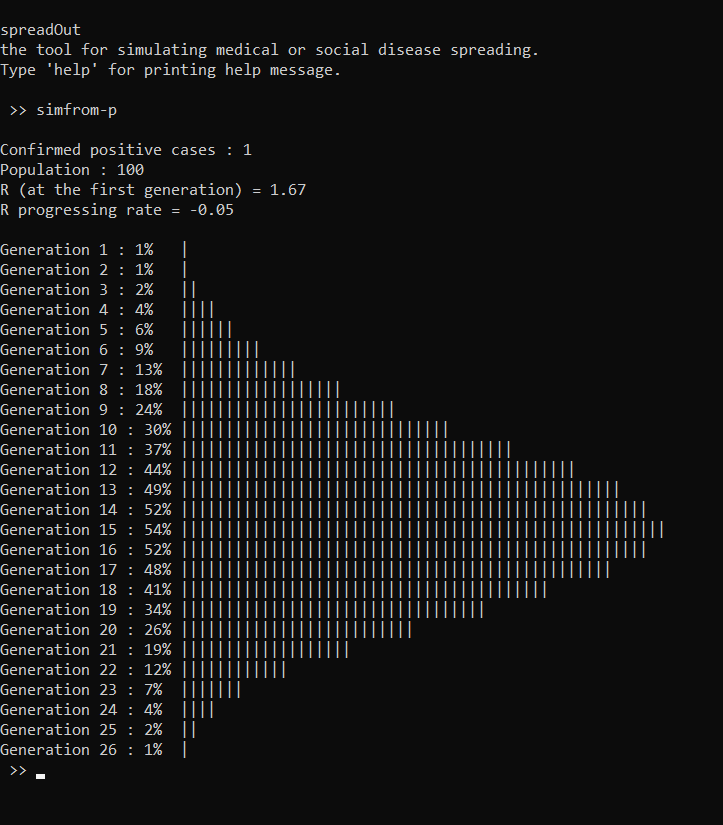 spreadOut
the tool for simulating medical or social disease spreading.
Type 'help' for printing help message.
>> simfrom-p
Confirmed positive cases : 1
Population : 100
R (at the first generation) = 1.67
R progressing rate = -0.05
Generation 1 : 1% |
Generation 2 : 1% |
Generation 3 : 2% ||
Generation 4 : 4% ||||
Generation 5 : 6% ||||||
Generation 6 : 9% |||||||||
Generation 7 : 13% |||||||||||||
Generation 8 : 18% ||||||||||||||||||
Generation 9 : 24% ||||||||||||||||||||||||
Generation 10 : 30% ||||||||||||||||||||||||||||||
Generation 11 : 37% |||||||||||||||||||||||||||||||||||||
Generation 12 : 44% ||||||||||||||||||||||||||||||||||||||||||||
Generation 13 : 49% |||||||||||||||||||||||||||||||||||||||||||||||||
Generation 14 : 52% ||||||||||||||||||||||||||||||||||||||||||||||||||||
Generation 15 : 54% ||||||||||||||||||||||||||||||||||||||||||||||||||||||
Generation 16 : 52% ||||||||||||||||||||||||||||||||||||||||||||||||||||
Generation 17 : 48% ||||||||||||||||||||||||||||||||||||||||||||||||
Generation 18 : 41% |||||||||||||||||||||||||||||||||||||||||
Generation 19 : 34% ||||||||||||||||||||||||||||||||||
Generation 20 : 26% ||||||||||||||||||||||||||
Generation 21 : 19% |||||||||||||||||||
Generation 22 : 12% ||||||||||||
Generation 23 : 7% |||||||
Generation 24 : 4% ||||
Generation 25 : 2% ||
Generation 26 : 1% |
>>